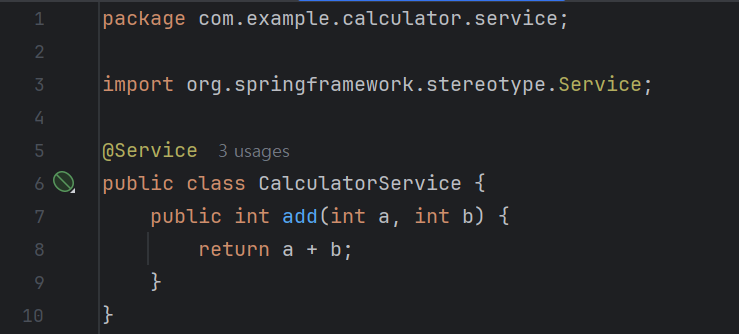 1 package com.example.calculator.service;
2
3 import org.springframework.stereotype.Service;
4
5 @Service 3 usages
6 public class CalculatorService {
7     public int add(int a, int b) {
8         return a + b;
9     }
10 }